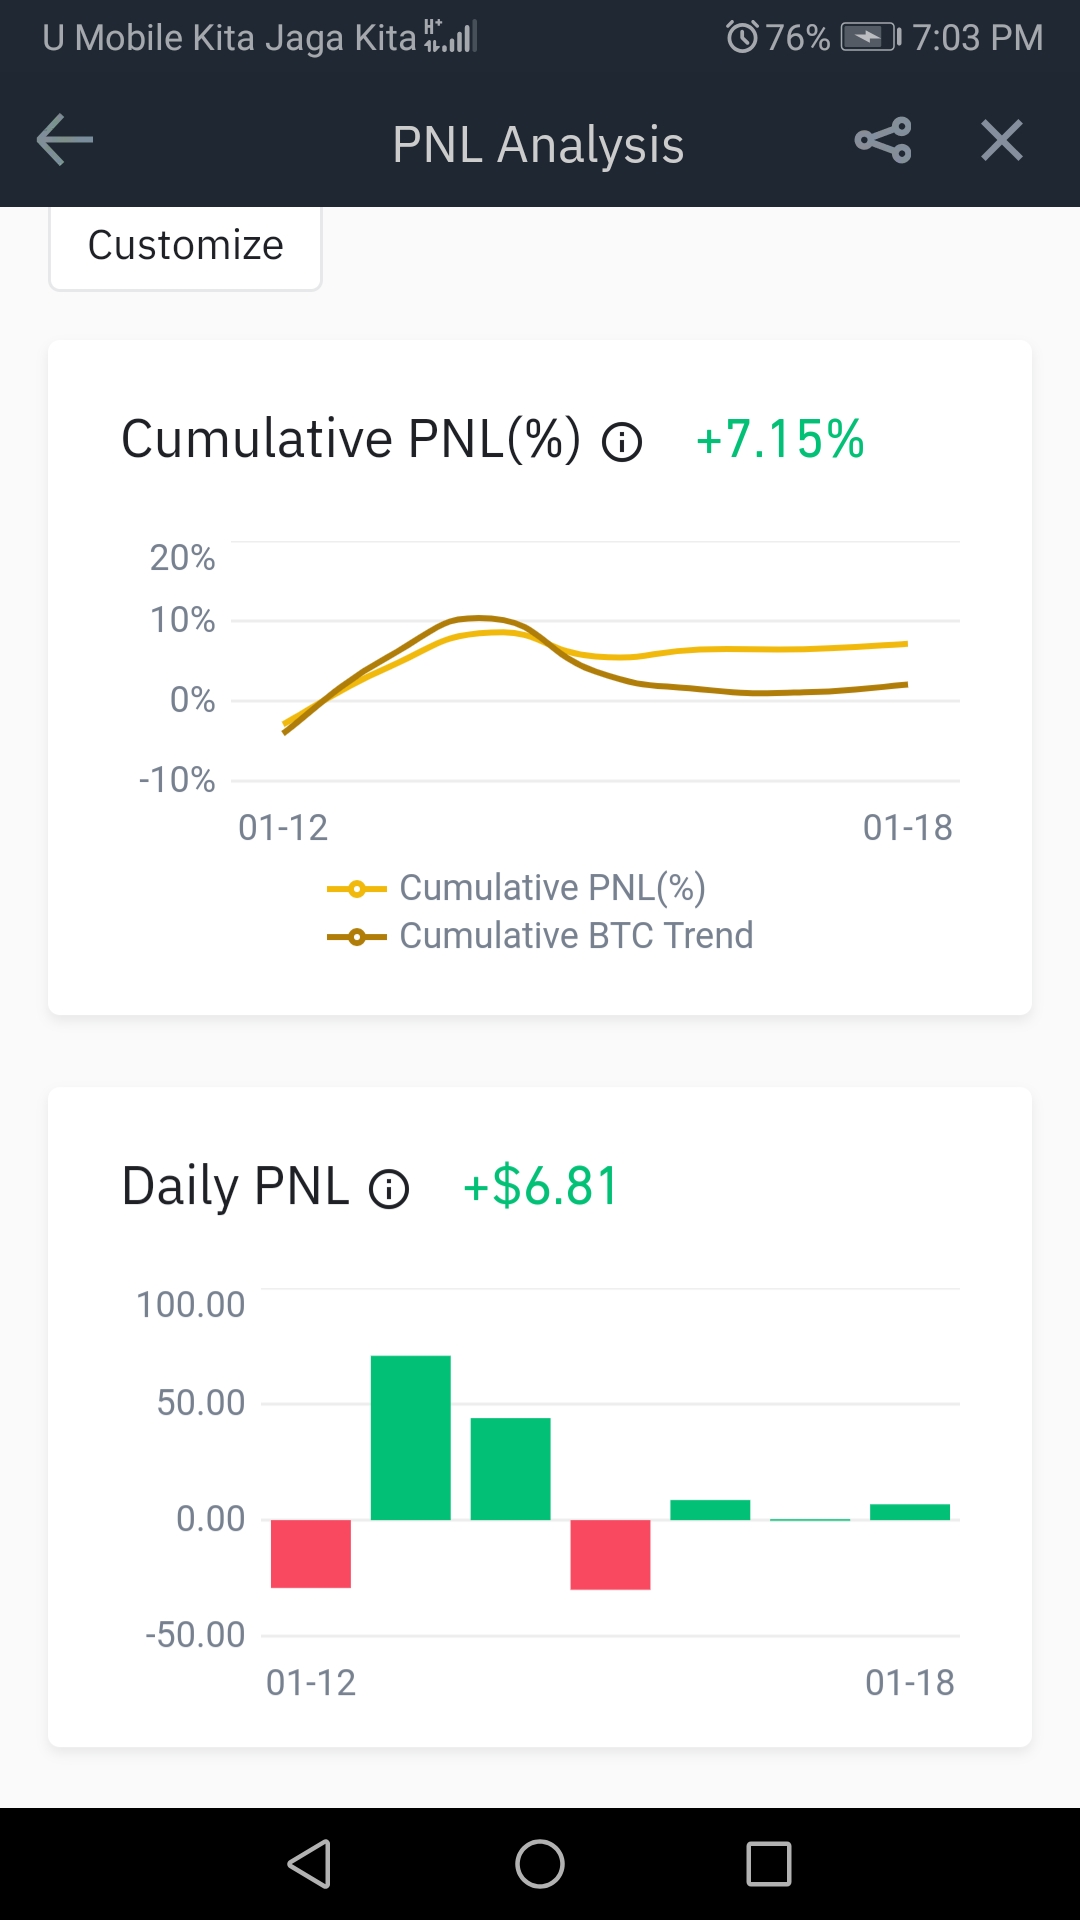 U Mobile Kita Jaga Kita H+ 76% 7:03 PM
PNL Analysis
Customize
Cumulative PNL(%) +7.15%
20%
10%
0%
-10%
01-12 01-18
Cumulative PNL(%)
Cumulative BTC Trend
Daily PNL +$6.81
100.00
50.00
0.00
-50.00
01-12 01-18